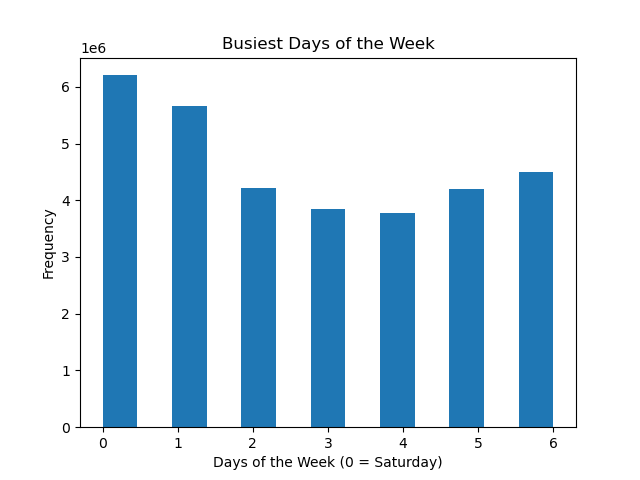 Busiest Days of the Week
1e6
6
5
4
3
2
1
0
Frequency
0 1 2 3 4 5 6
Days of the Week (0 = Saturday)